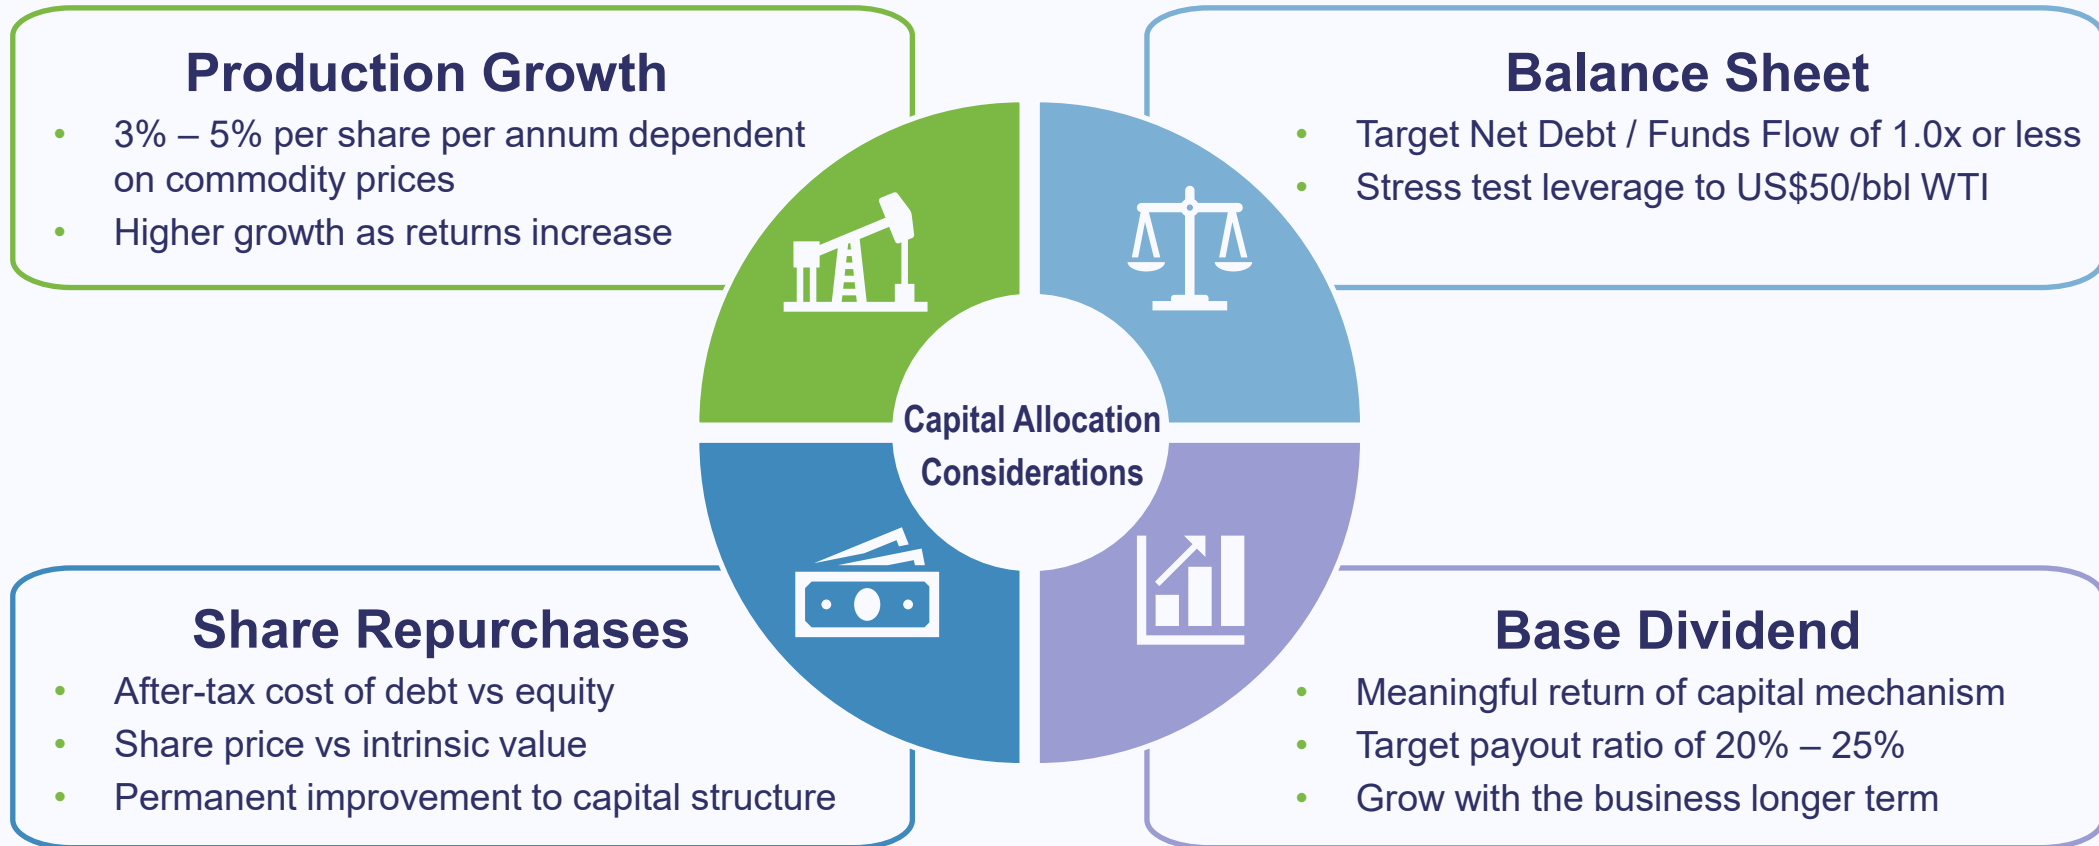 Production Growth
• 3% – 5% per share per annum dependent
on commodity prices
• Higher growth as returns increase
Balance Sheet
• Target Net Debt / Funds Flow of 1.0x or less
• Stress test leverage to US$50/bbl WTI
Capital Allocation
Considerations
Share Repurchases
• After-tax cost of debt vs equity
• Share price vs intrinsic value
• Permanent improvement to capital structure
Base Dividend
• Meaningful return of capital mechanism
• Target payout ratio of 20% – 25%
• Grow with the business longer term